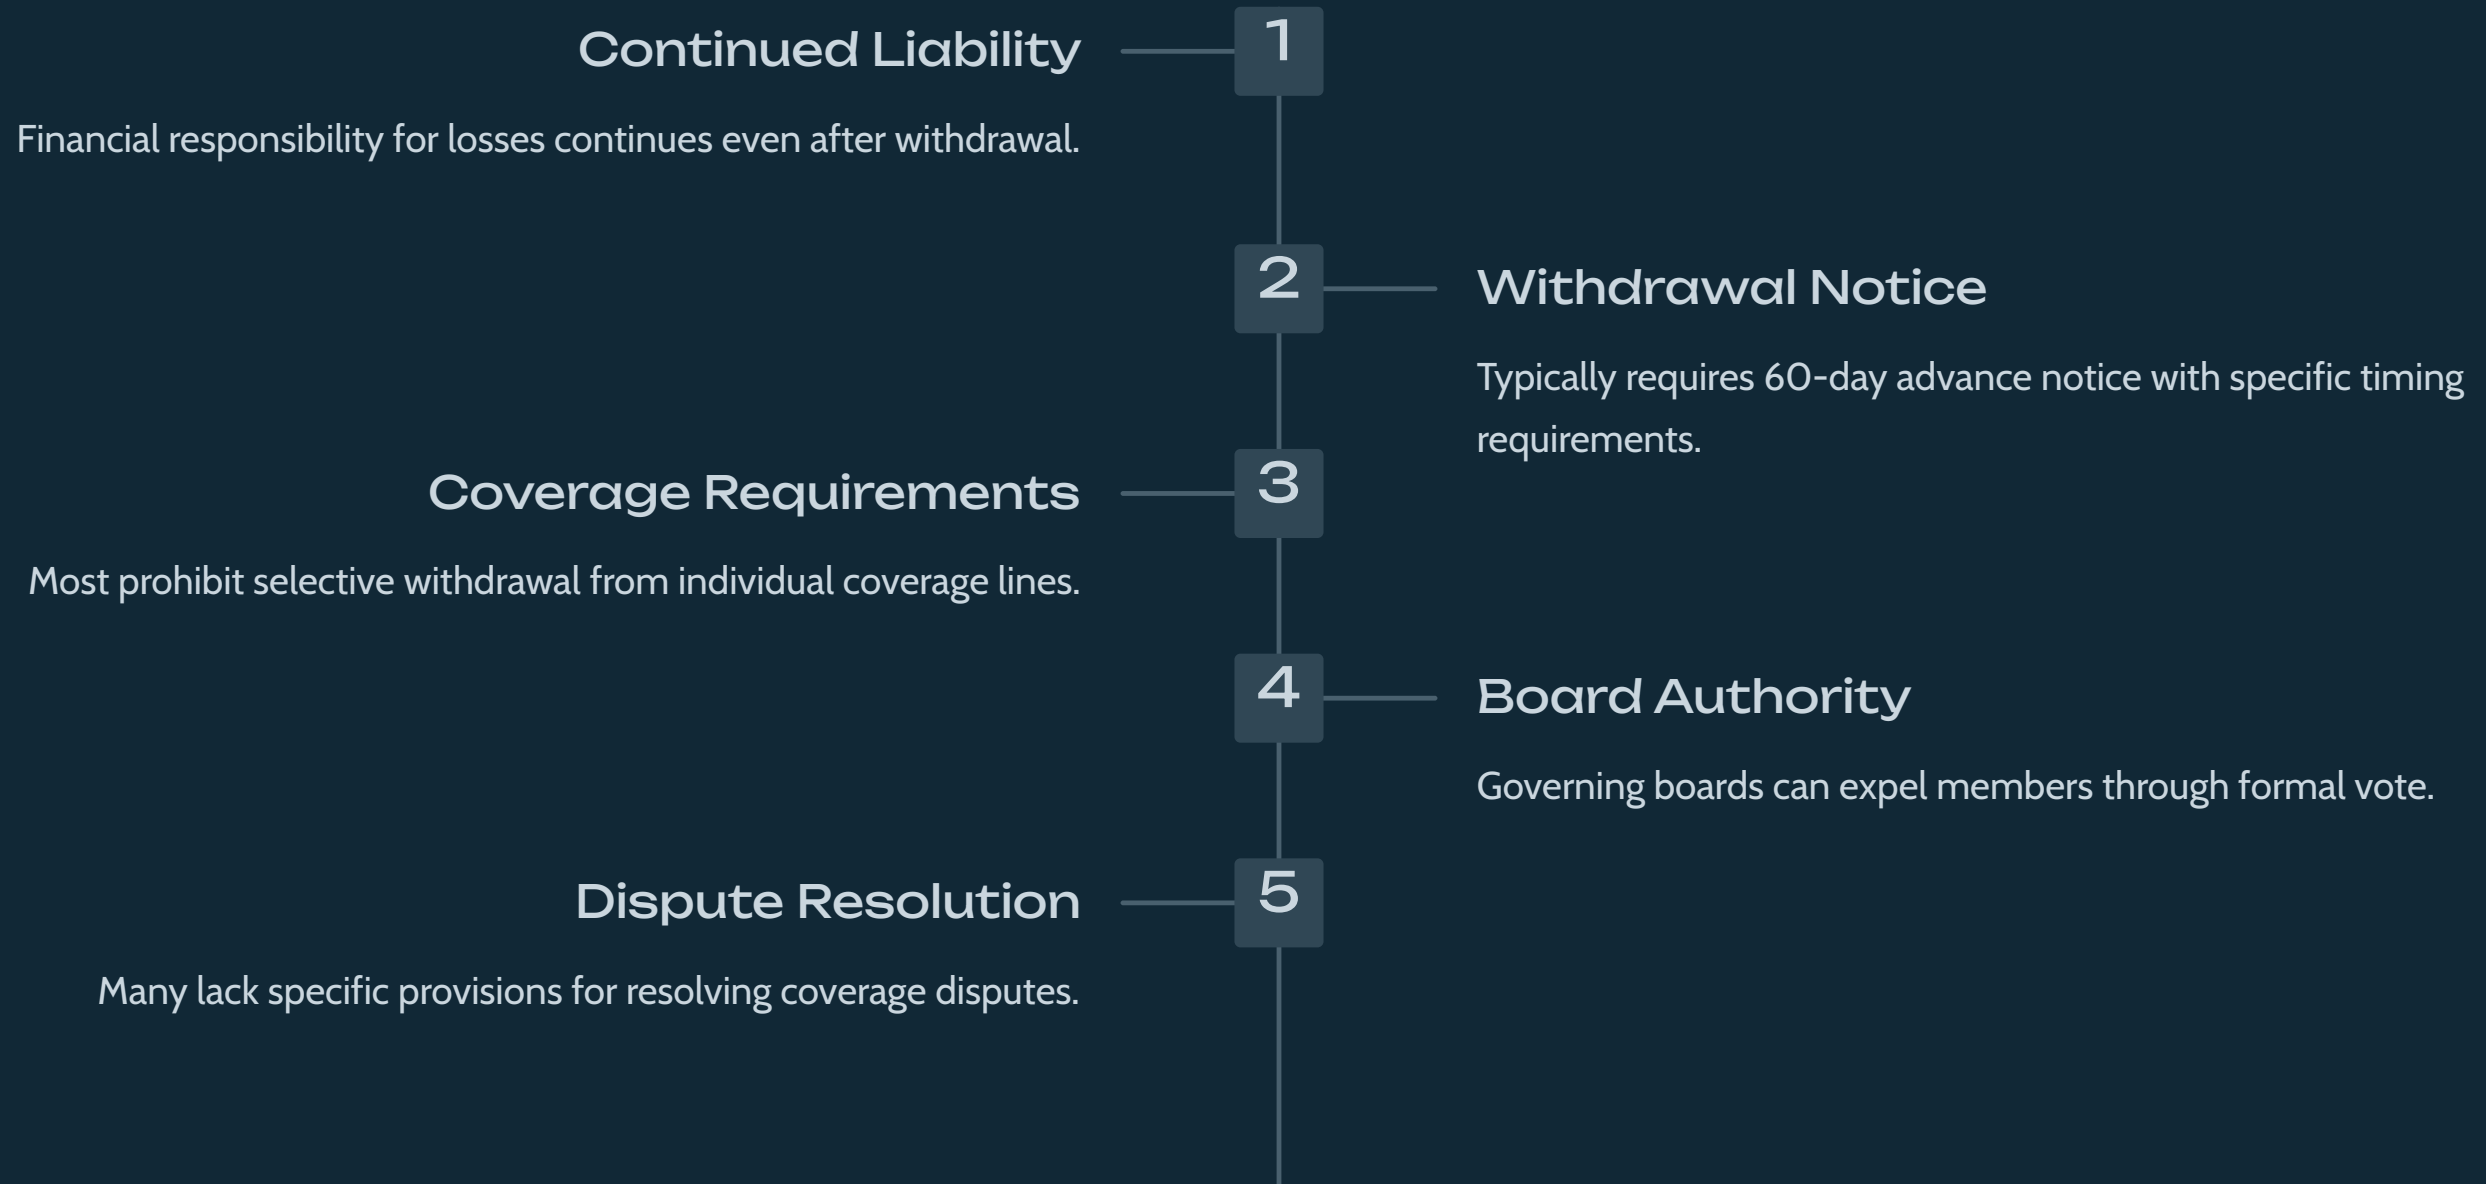 1
Continued Liability
Financial responsibility for losses continues even after withdrawal.
2
Withdrawal Notice
Typically requires 60-day advance notice with specific timing
requirements.
3
Coverage Requirements
Most prohibit selective withdrawal from individual coverage lines.
4
Board Authority
Governing boards can expel members through formal vote.
5
Dispute Resolution
Many lack specific provisions for resolving coverage disputes.